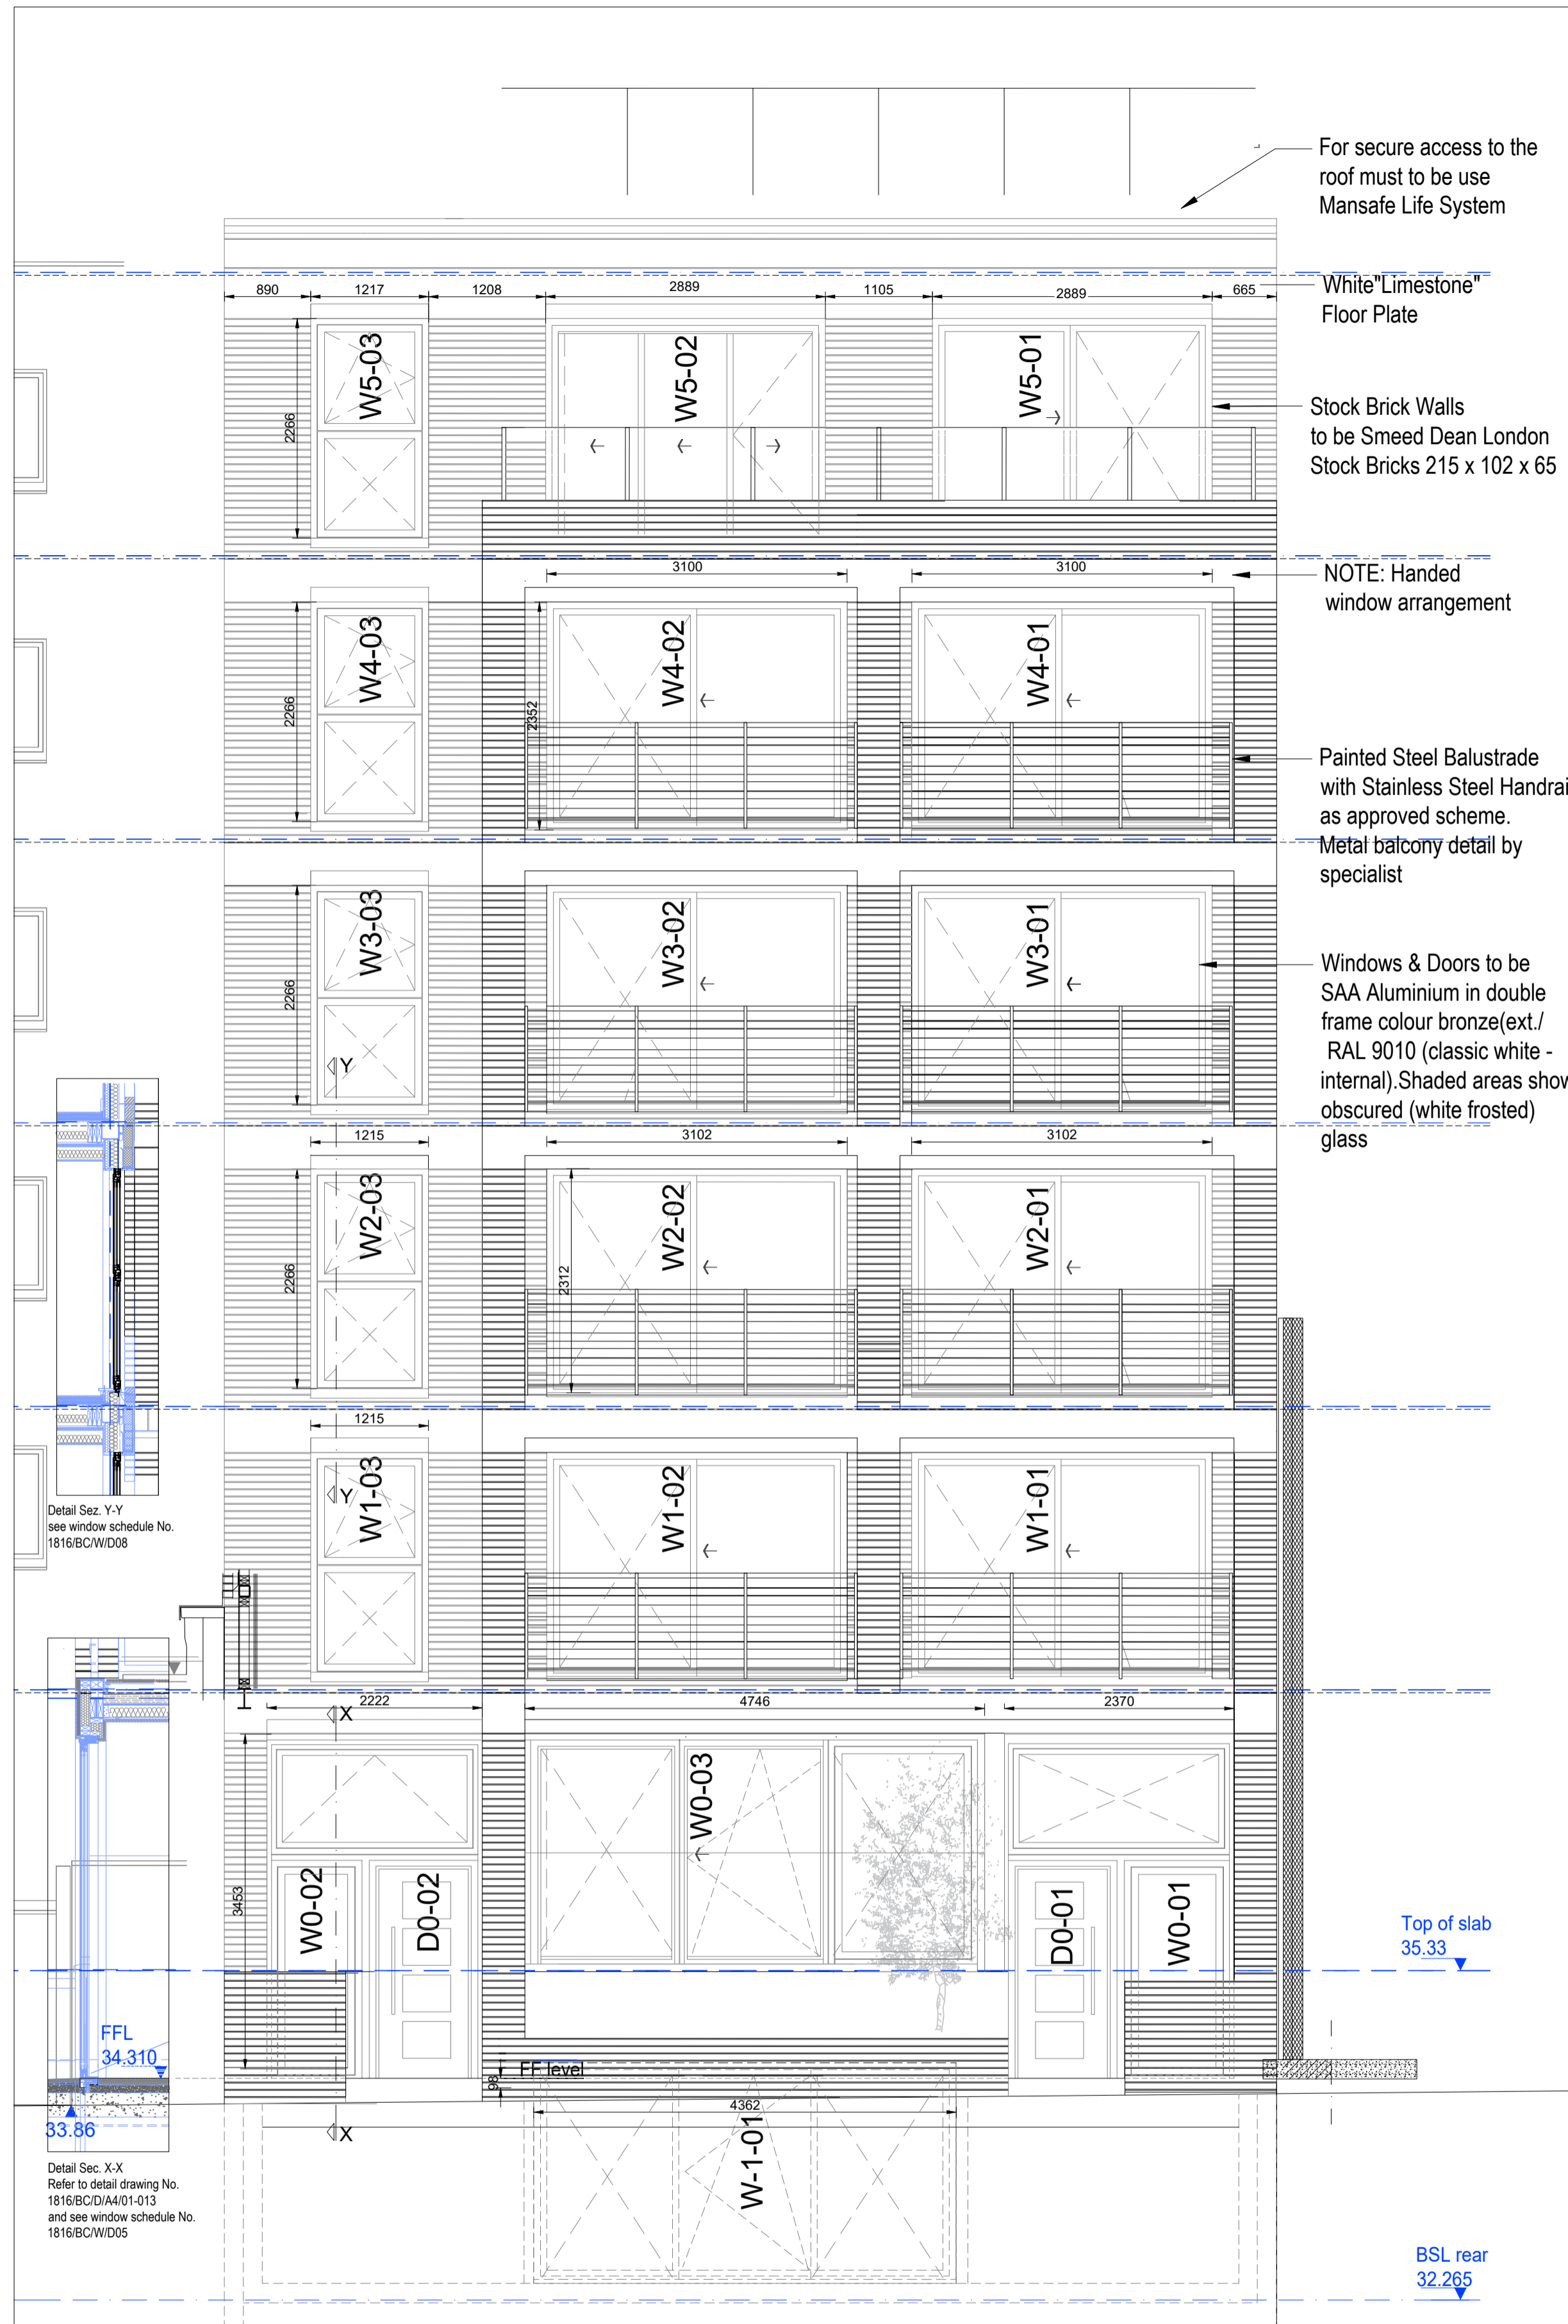 For secure access to the
roof must to be use
Mansafe Life System
890
1217
1208
2889
1105
2889
665
White"Limestone"
Floor Plate
W5-03
W5-02
W5-01
2266
Stock Brick Walls
to be Smeed Dean London
Stock Bricks 215 x 102 x 65
3100
3100
NOTE: Handed
window arrangement
W4-03
W4-02
W4-01
2266
2352
Painted Steel Balustrade
with Stainless Steel Handrai
as approved scheme.
Metal balcony detail by
specialist
W3-03
W3-02
W3-01
2266
Windows & Doors to be
SAA Aluminium in double
frame colour bronze(ext./
RAL 9010 (classic white -
internal).Shaded areas show
obscured (white frosted)
glass
Y
1215
3102
3102
W2-03
W2-02
W2-01
2266
2312
1215
W1-03
W1-02
W1-01
Y
Detail Sez. Y-Y
see window schedule No.
1816/BC/W/D08
2222
4746
2370
X
W0-03
3453
W0-02
D0-02
D0-01
W0-01
Top of slab
35.33
FFL
34.310
FF level
98
4362
33.86
X
W-1-01
Detail Sec. X-X
Refer to detail drawing No.
1816/BC/D/A4/01-013
and see window schedule No.
1816/BC/W/D05
BSL rear
32.265